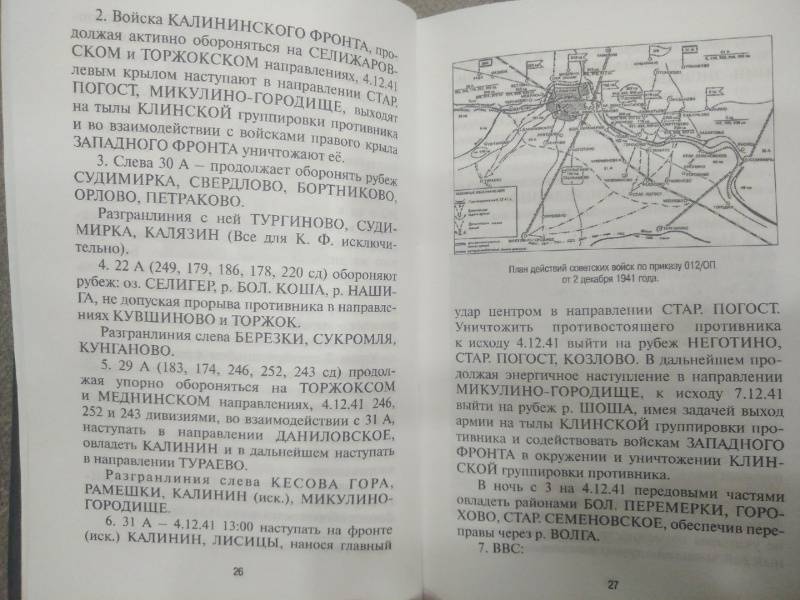 2. Войска КАЛИНИНСКОГО ФРОНТА, про-
должая активно обороняться на СЕЛИЖАРОВ-
СКОМ и ТОРЖОКСКОМ направлениях, 4.12.41
левым крылом наступают в направлении СТАР.
ПОГОСТ, МИКУЛИНО-ГОРОДИЩЕ, выходят
на тылы КЛИНСКОЙ группировки противника
и во взаимодействии с войсками правого крыла
ЗАПАДНОГО ФРОНТА уничтожают её.
3. Слева 30 А – продолжает оборонять рубеж
СУДИМИРКА, СВЕРДЛОВО, БОРТНИКОВО,
ОРЛОВО, ПЕТРАКОВО.
Разгранлиния с ней ТУРГИНОВО, СУДИ-
МИРКА, КАЛЯЗИН (Все для К. Ф. исключи-
тельно).
4. 22 А (249, 179, 186, 178, 220 сд) обороняют
рубеж: оз. СЕЛИГЕР, р. БОЛ. КОША, р. НАШИ-
ГА, не допуская прорыва противника в направле-
ниях КУВШИНОВО и ТОРЖОК.
Разгранлиния слева БЕРЕЗКИ, СУКРОМЛЯ,
КУНГАНОВО.
5. 29 А (183, 174, 246, 252, 243 сд) продол-
жая упорно обороняться на ТОРЖОКСОМ
и МЕДНИНСКОМ направлениях, 4.12.41 246,
252 и 243 дивизиями, во взаимодействии с 31 А,
наступать в направлении ДАНИЛОВСКОЕ,
овладеть КАЛИНИН и в дальнейшем наступать
в направлении ТУРАЕВО.
Разгранлиния слева КЕСОВА ГОРА,
РАМЕШКИ, КАЛИНИН (иск.), МИКУЛИНО-
ГОРОДИЩЕ.
6. 31 А – 4.12.41 13:00 наступать на фронте
(иск.) КАЛИНИН, ЛИСИЦЫ, нанося главный
26
План действий советских войск по приказу 012/ОП
от 2 декабря 1941 года.
удар центром в направлении СТАР. ПОГОСТ.
Уничтожить противостоящего противника
к исходу 4.12.41 выйти на рубеж НЕГОТИНО,
СТАР. ПОГОСТ, КОЗЛОВО. В дальнейшем про-
должая энергичное наступление в направлении
МИКУЛИНО-ГОРОДИЩЕ, к исходу 7.12.41
выйти на рубеж р. ШОША, имея задачей выход
армии на тылы КЛИНСКОЙ группировки про-
тивника и содействовать войскам ЗАПАДНОГО
ФРОНТА в окружении и уничтожении КЛИН-
СКОЙ группировки противника.
В ночь с 3 на 4.12.41 передовыми частями
овладеть районами БОЛ. ПЕРЕМЕРКИ, ГОРО-
ХОВО, СТАР. СЕМЕНОВСКОЕ, обеспечив пере-
правы через р. ВОЛГА.
7. ВВС:
27